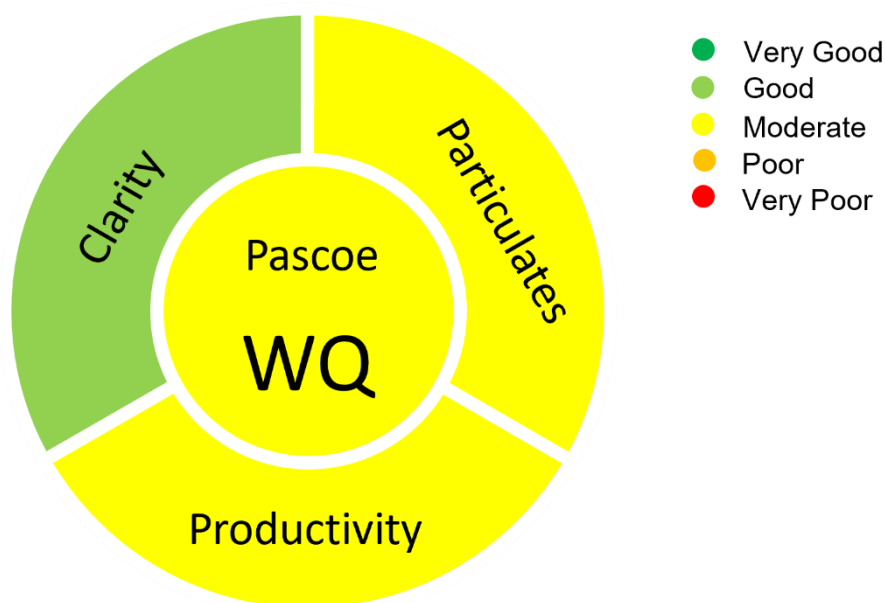 Clarity
Particulates
Pascoe
WQ
Productivity
Very Good
Good
Moderate
Poor
Very Poor